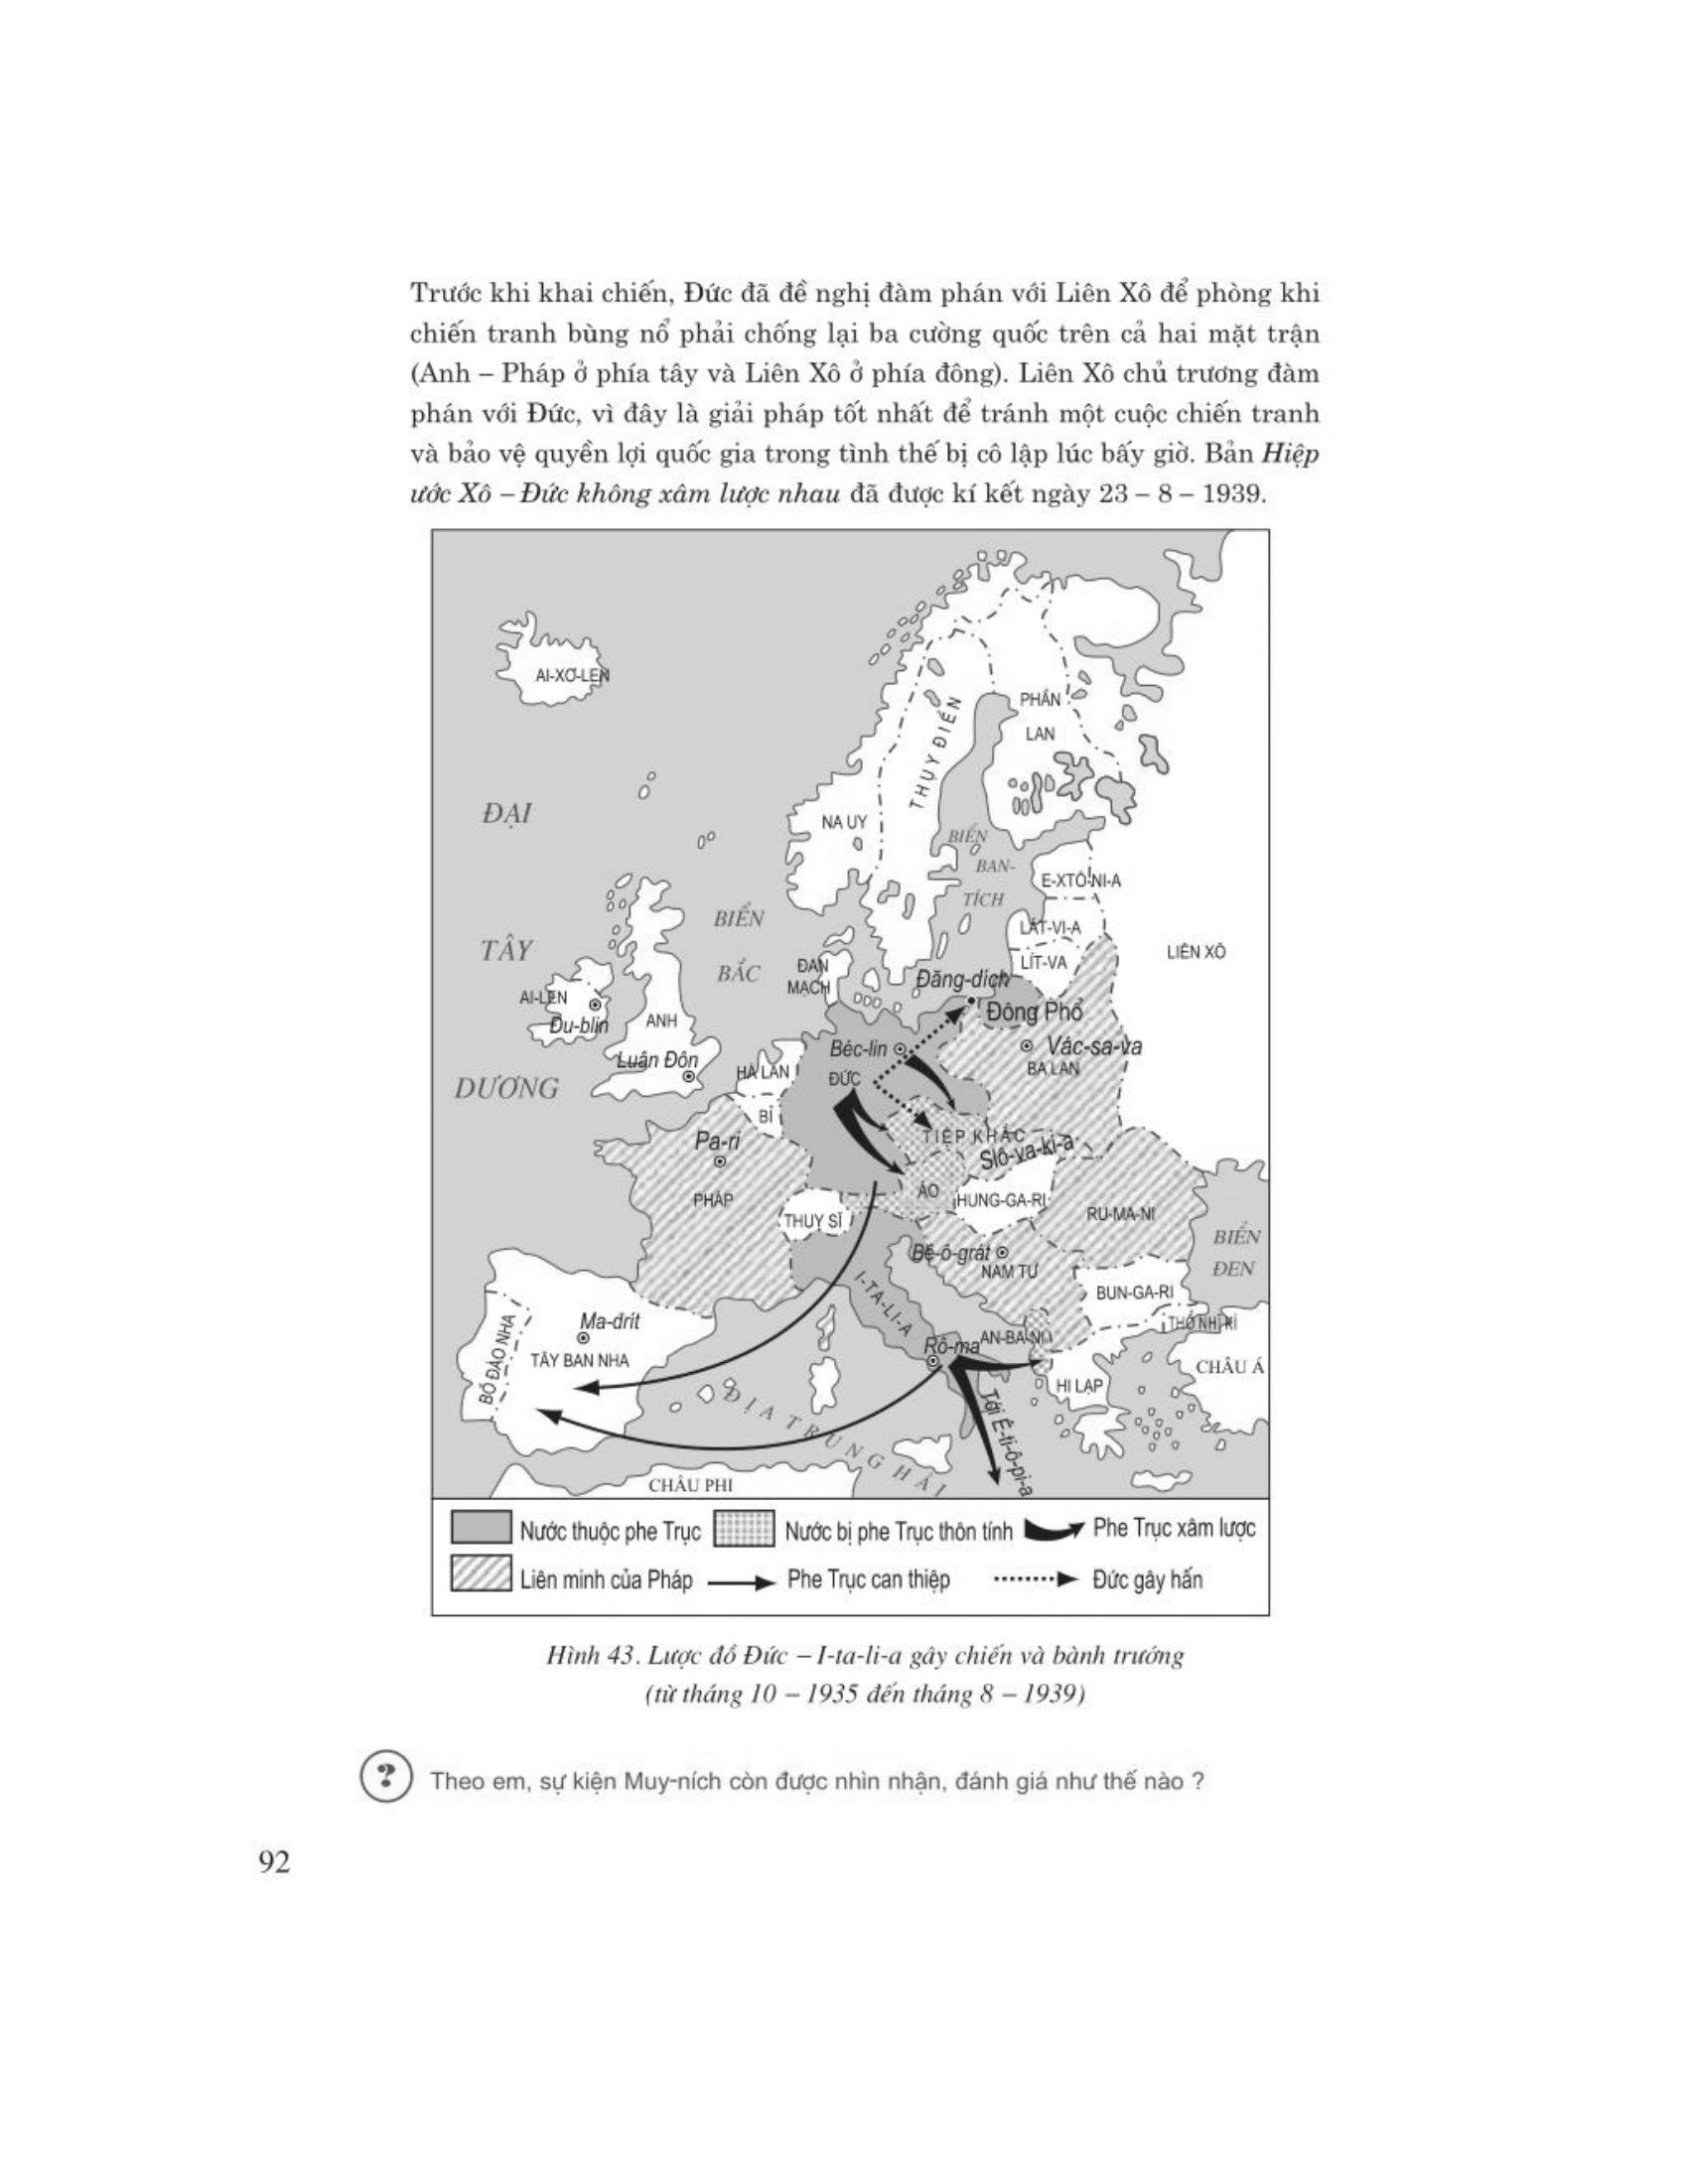 Trước khi khai chiến, Đức đã đề nghị đàm phán với Liên Xô để phòng khi
chiến tranh bùng nổ phải chống lại ba cường quốc trên cả hai mặt trận
(Anh – Pháp ở phía tây và Liên Xô ở phía đông). Liên Xô chủ trương đàm
phán với Đức, vì đây là giải pháp tốt nhất để tránh một cuộc chiến tranh
và bảo vệ quyền lợi quốc gia trong tình thế bị cô lập lúc bấy giờ. Bản Hiệp
ước Xô – Đức không xâm lược nhau đã được kí kết ngày 23 – 8 – 1939.
AI-XƠ-LEN
PHẦN
LAN
THỤY ĐIỂN
ĐẠI
NA UY
BIỂN
BAN-
TÍCH
E-XTÔ-NI-A
BIỂN
LÁT-VI-A
TÂY
LIÊN XÔ
LÍT-VA
BẮC
ĐAN
MẠCH
Đăng-dích
AI-LEN
Đu-blin
ANH
Đông Phổ
Béc-lin
Vác-sa-va
BA LAN
Luân Đôn
HÀ LAN
ĐỨC
DƯƠNG
BỈ
TIỆP KHẮC
Pa-ri
Slô-va-ki-a
ÁO
HUNG-GA-RI
PHÁP
RU-MA-NI
THUỴ SĨ
BIỂN
ĐEN
Bê-ô-grát
NAM TƯ
BUN-GA-RI
I-TA-LI-A
Ma-đrit
THỔ NHĨ KÌ
BỒ ĐÀO NHA
Rô-ma
AN-BA-NI
TÂY BAN NHA
CHÂU Á
HI LẠP
ĐỊA TRUNG HẢI
Tới Ê-ti-ô-pi-a
CHÂU PHI
Nước thuộc phe Trục
Nước bị phe Trục thôn tính
Phe Trục xâm lược
Liên minh của Pháp
Phe Trục can thiệp
Đức gây hấn
Hình 43. Lược đồ Đức – I-ta-li-a gây chiến và bành trướng
(từ tháng 10 – 1935 đến tháng 8 – 1939)
? Theo em, sự kiện Muy-ních còn được nhìn nhận, đánh giá như thế nào ?
92